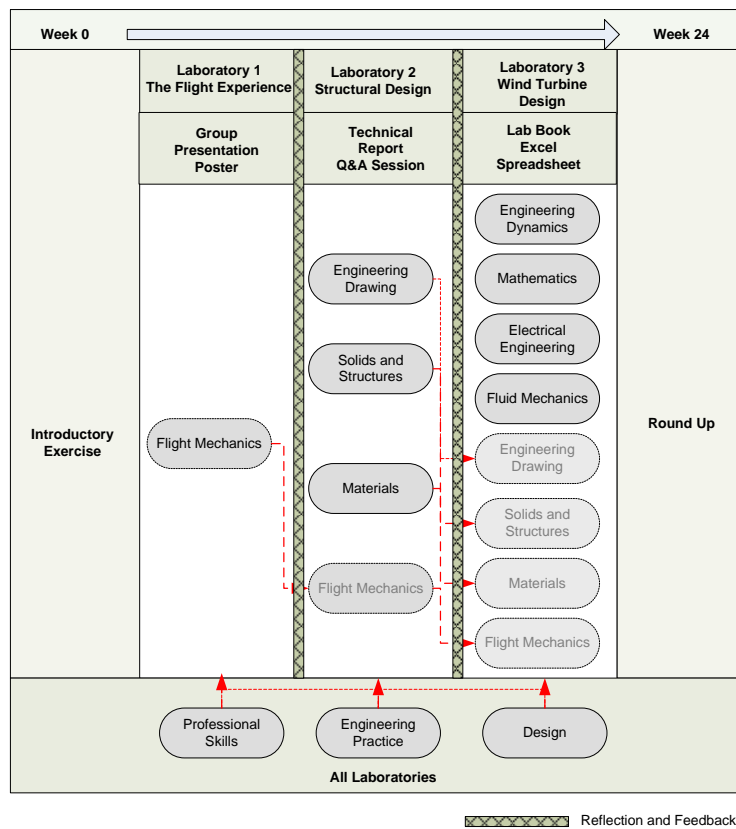 Week 0
Week 24
Laboratory 1
The Flight Experience
Laboratory 2
Structural Design
Laboratory 3
Wind Turbine
Design
Group
Presentation
Poster
Technical
Report
Q&A Session
Lab Book
Excel
Spreadsheet
Introductory
Exercise
Flight Mechanics
Engineering
Drawing
Solids and
Structures
Materials
Flight Mechanics
Engineering
Dynamics
Mathematics
Electrical
Engineering
Fluid Mechanics
Engineering
Drawing
Solids and
Structures
Materials
Flight Mechanics
Round Up
Professional
Skills
Engineering
Practice
Design
All Laboratories
Reflection and Feedback